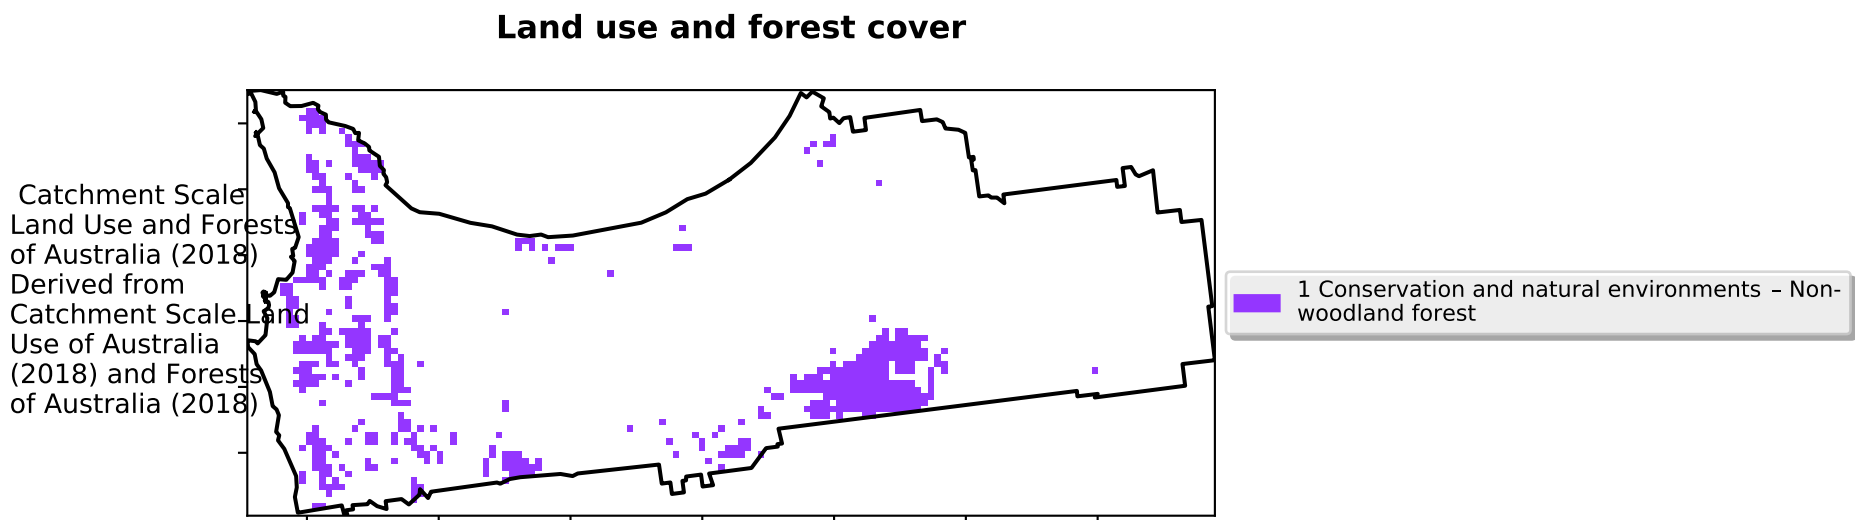 Land use and forest cover
Catchment Scale
Land Use and Forests
of Australia (2018)
Derived from
Catchment Scale Land
Use of Australia
(2018) and Forests
of Australia (2018)
1 Conservation and natural environments – Non-
woodland forest